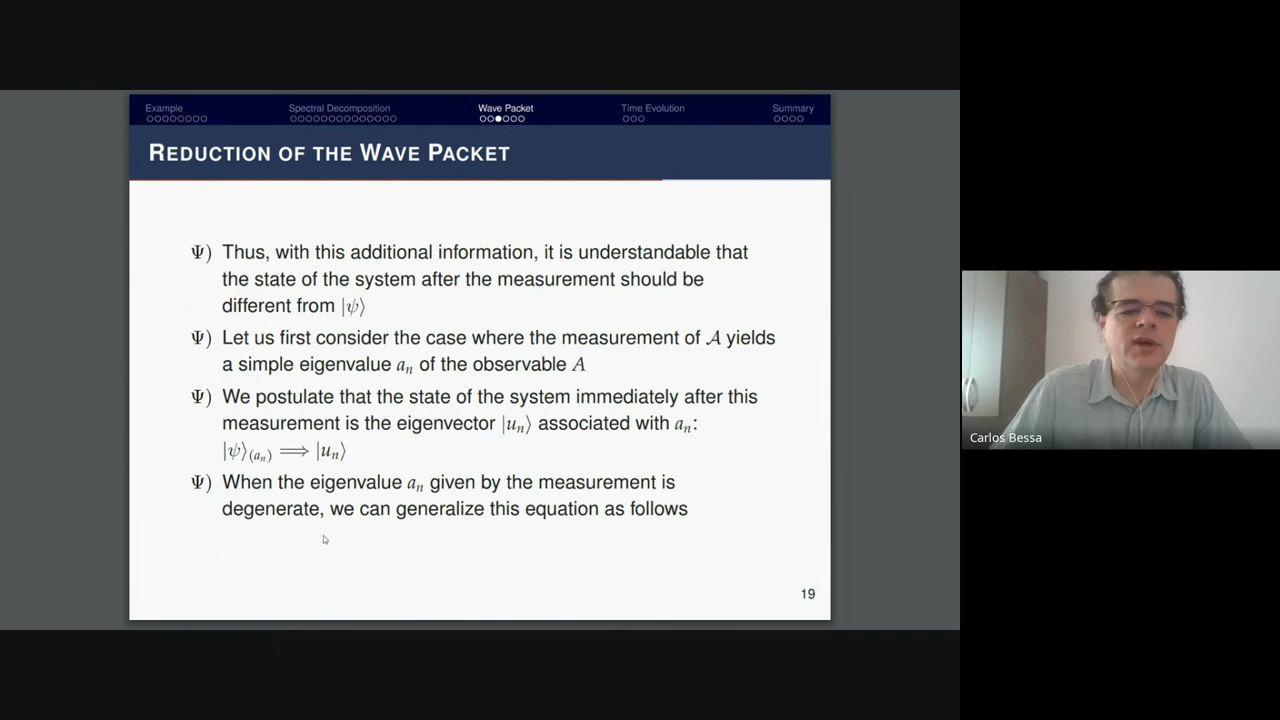 Example Spectral Decomposition Wave Packet Time Evolution Summary
REDUCTION OF THE WAVE PACKET
Ψ) Thus, with this additional information, it is understandable that
the state of the system after the measurement should be
different from |ψ⟩
Ψ) Let us first consider the case where the measurement of 𝒜 yields
a simple eigenvalue aₙ of the observable A
Ψ) We postulate that the state of the system immediately after this
measurement is the eigenvector |uₙ⟩ associated with aₙ:
|ψ⟩₍ₐₙ₎ ⟹ |uₙ⟩
Ψ) When the eigenvalue aₙ given by the measurement is
degenerate, we can generalize this equation as follows
19
Carlos Bessa